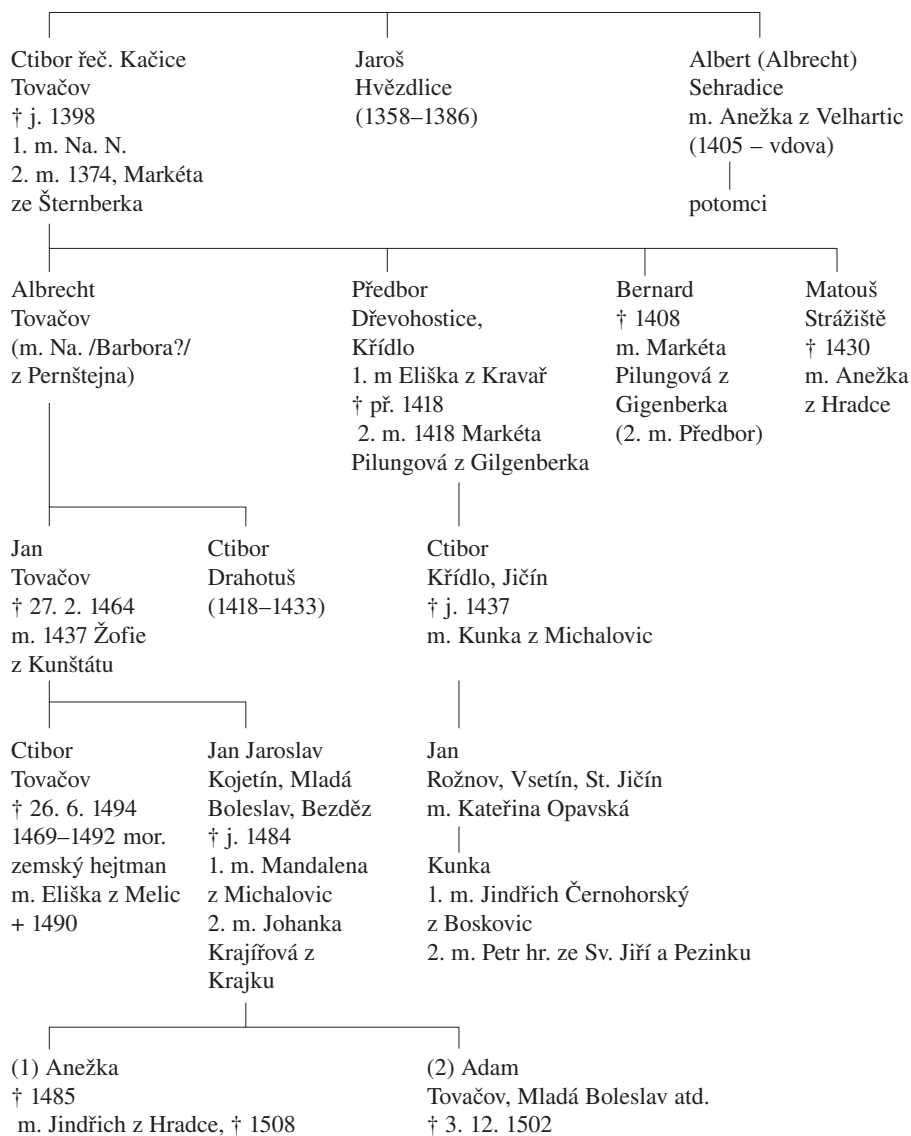 Ctibor řeč. Kačice
Tovačov
† j. 1398
1. m. Na. N.
2. m. 1374, Markéta
ze Šternberka
Jaroš
Hvězdlice
(1358–1386)
Albert (Albrecht)
Sehradice
m. Anežka z Velhartic
(1405 – vdova)
potomci
Albrecht
Tovačov
(m. Na. /Barbora?/
z Pernštejna)
Předbor
Dřevohostice,
Křídlo
1. m Eliška z Kravař
† př. 1418
2. m. 1418 Markéta
Pilungová z Gilgenberka
Bernard
† 1408
m. Markéta
Pilungová z
Gigenberka
(2. m. Předbor)
Matouš
Strážiště
† 1430
m. Anežka
z Hradce
Jan
Tovačov
† 27. 2. 1464
m. 1437 Žofie
z Kunštátu
Ctibor
Drahotuš
(1418–1433)
Ctibor
Křídlo, Jičín
† j. 1437
m. Kunka z Michalovic
Ctibor
Tovačov
† 26. 6. 1494
1469–1492 mor.
zemský hejtman
m. Eliška z Melic
+ 1490
Jan Jaroslav
Kojetín, Mladá
Boleslav, Bezděz
† j. 1484
1. m. Mandalena
z Michalovic
2. m. Johanka
Krajířová z
Krajku
Jan
Rožnov, Vsetín, St. Jičín
m. Kateřina Opavská
Kunka
1. m. Jindřich Černohorský
z Boskovic
2. m. Petr hr. ze Sv. Jiří a Pezinku
(1) Anežka
† 1485
m. Jindřich z Hradce, † 1508
(2) Adam
Tovačov, Mladá Boleslav atd.
† 3. 12. 1502